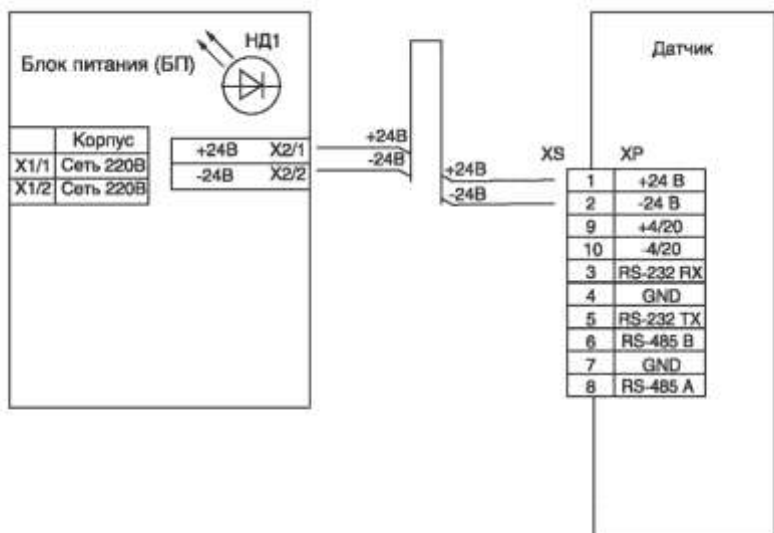 НД1
Блок питания (БП)
Корпус
X1/1 Сеть 220В
X1/2 Сеть 220В
+24В X2/1
-24В X2/2
+24В
-24В
+24В
-24В
Датчик
XS XP
1 +24 В
2 -24 В
9 +4/20
10 -4/20
3 RS-232 RX
4 GND
5 RS-232 TX
6 RS-485 B
7 GND
8 RS-485 A